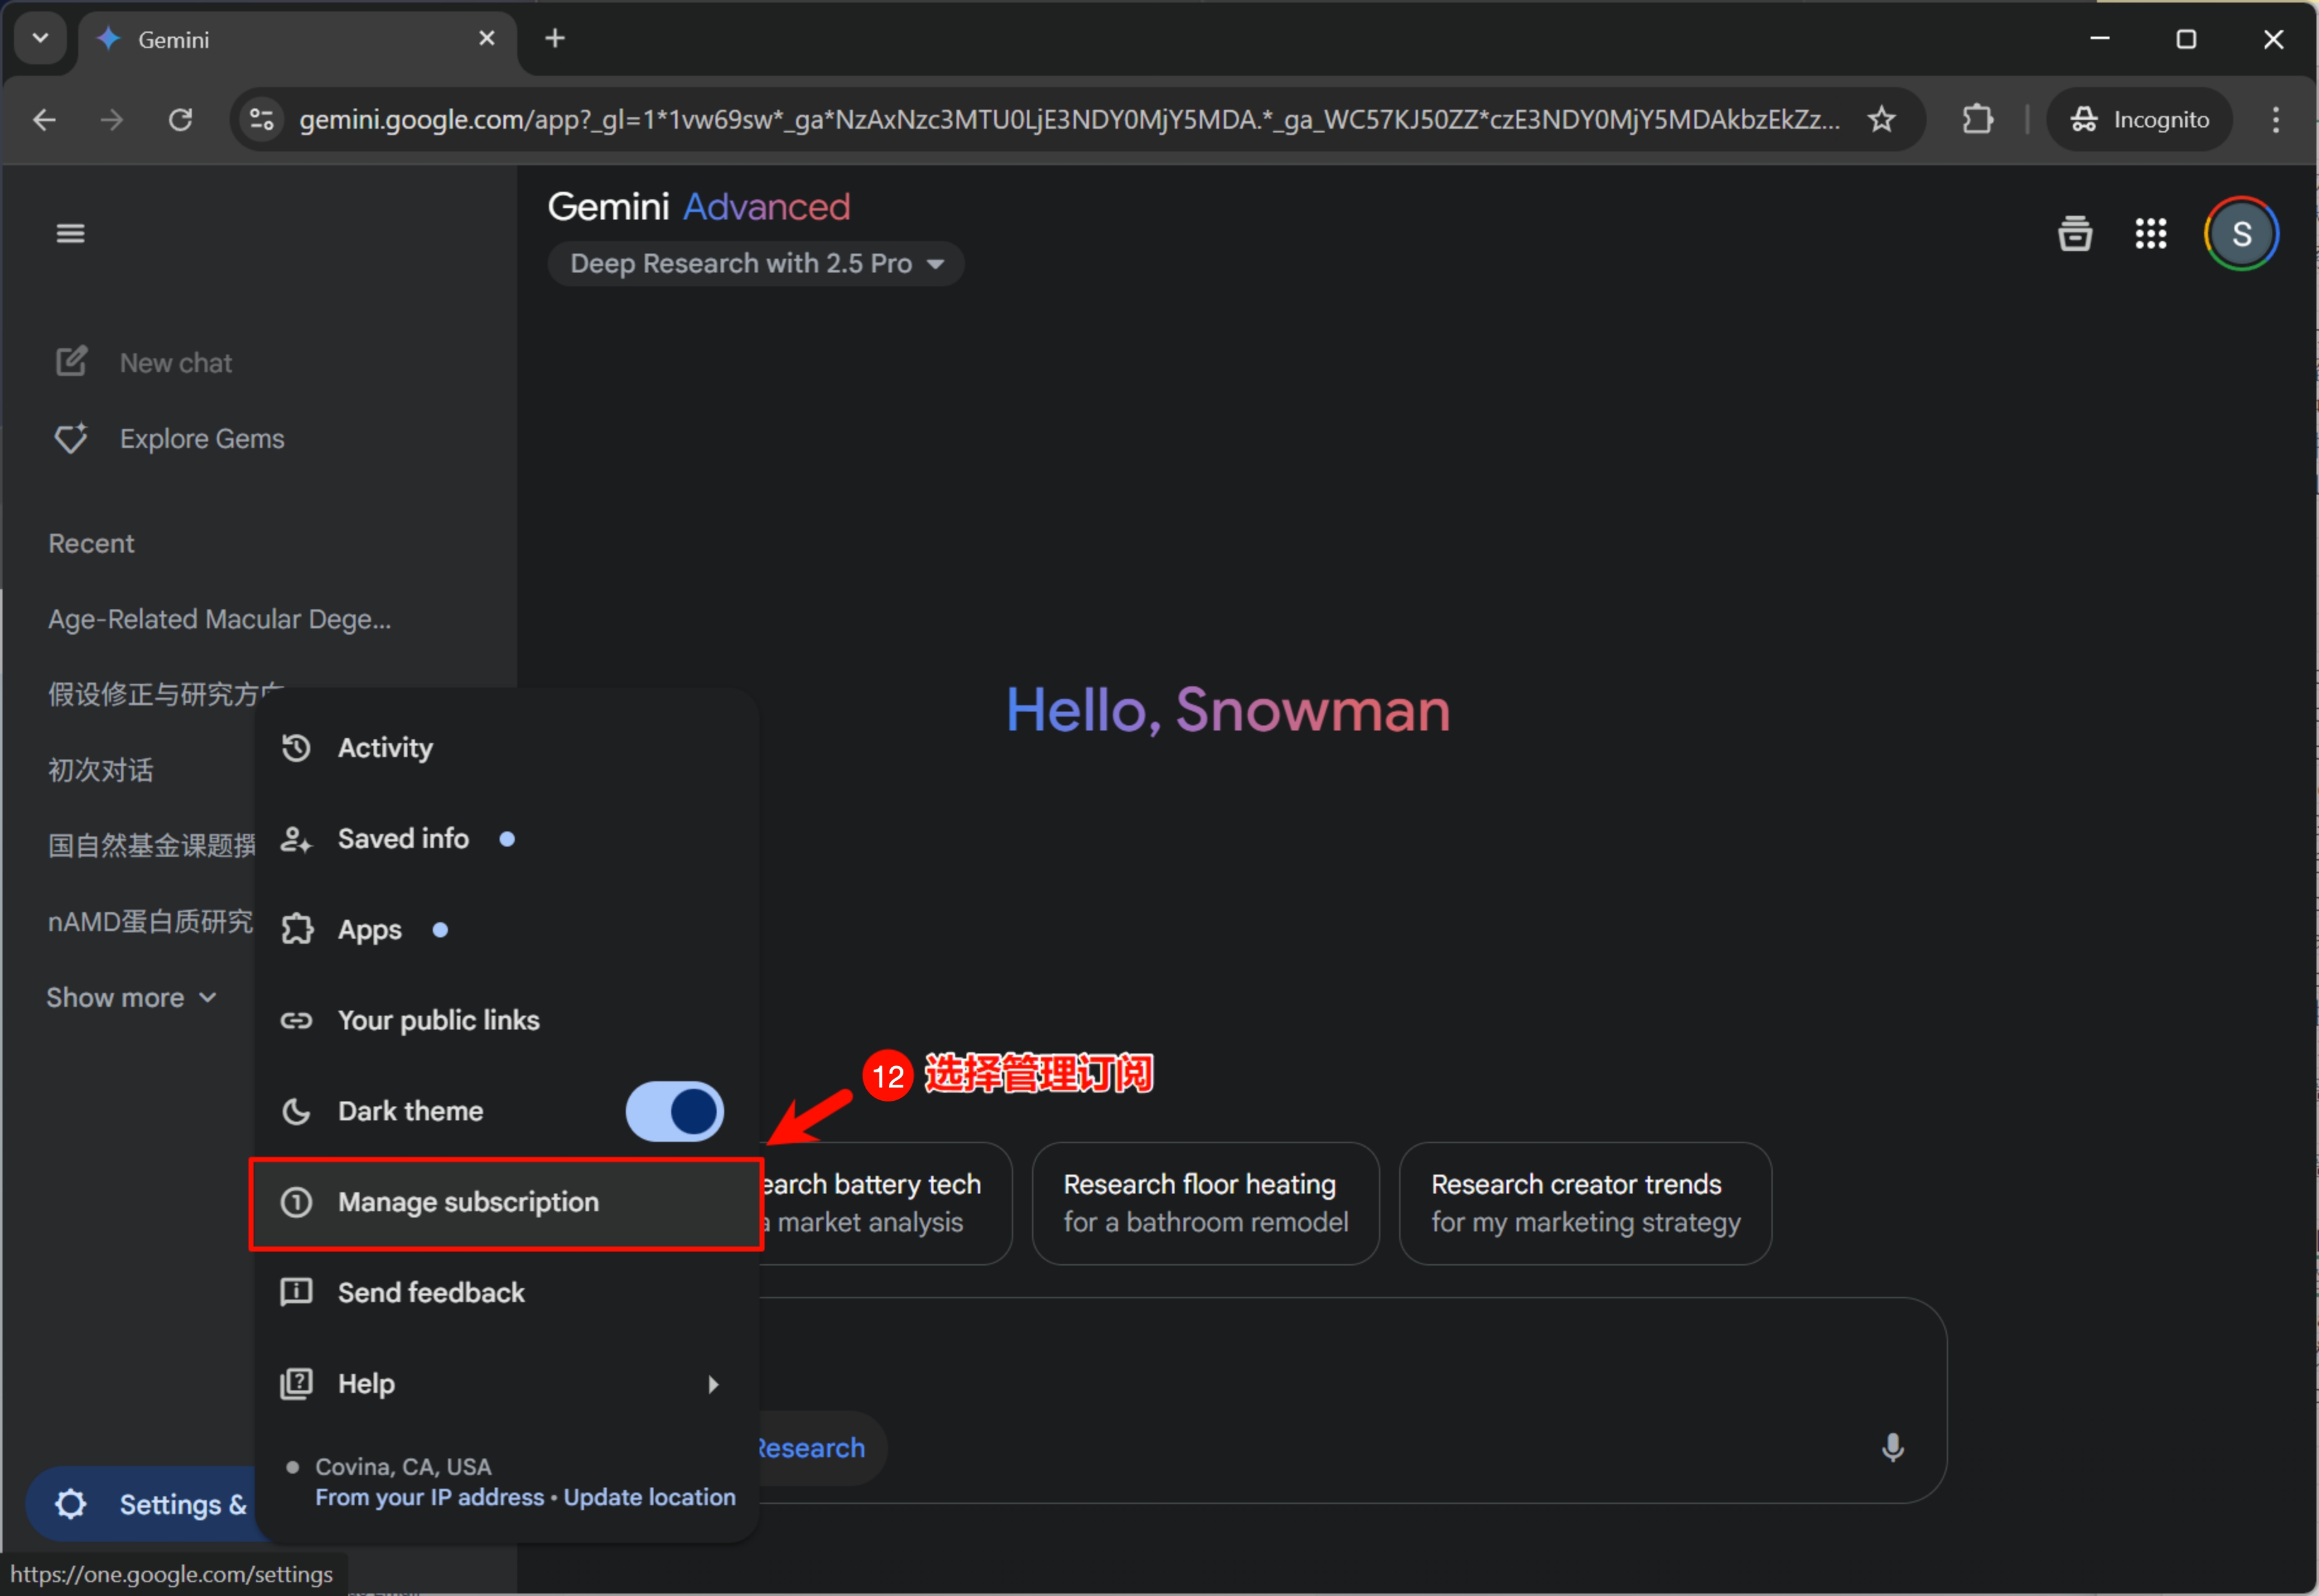 Gemini
gemini.google.com/app?_gl=1*1vw69sw*_ga*NzAxNzc3MTU0LjE3NDY0MjY5MDA.*_ga_WC57KJ50ZZ*czE3NDY0MjY5MDAkbzEkZz...
Incognito
Gemini Advanced
Deep Research with 2.5 Pro
S
New chat
Explore Gems
Recent
Age-Related Macular Dege...
假设修正与研究方向
初次对话
国自然基金课题撰
nAMD蛋白质研究
Show more
Hello, Snowman
Activity
Saved info
Apps
Your public links
Dark theme
Manage subscription
Send feedback
Help
Covina, CA, USA
From your IP address • Update location
12 选择管理订阅
earch battery tech
a market analysis
Research floor heating
for a bathroom remodel
Research creator trends
for my marketing strategy
Research
Settings &
https://one.google.com/settings